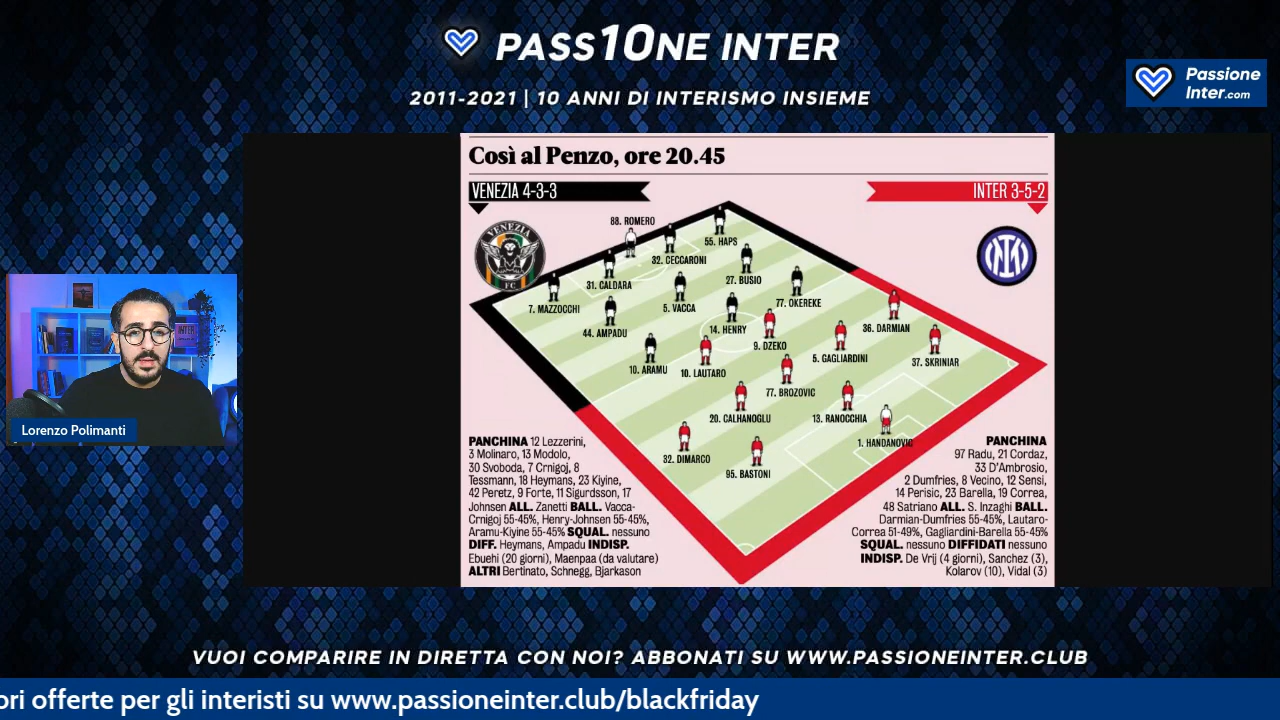 PASS10NE INTER
2011-2021 | 10 ANNI DI INTERISMO INSIEME
Passione
Inter.com
Così al Penzo, ore 20.45
VENEZIA 4-3-3
INTER 3-5-2
VENEZIA
FC
88. ROMERO
55. HAPS
32. CECCARONI
31. CALDARA
27. BUSIO
7. MAZZOCCHI
5. VACCA
77. OKEREKE
44. AMPADU
14. HENRY
36. DARMIAN
9. DZEKO
5. GAGLIARDINI
37. SKRINIAR
10. ARAMU
10. LAUTARO
77. BROZOVIC
20. CALHANOGLU
13. RANOCCHIA
1. HANDANOVIC
32. DIMARCO
95. BASTONI
PANCHINA 12 Lezzerini,
3 Molinaro, 13 Modolo,
30 Svoboda, 7 Crnigoj, 8
Tessmann, 18 Heymans, 23 Kiyine,
42 Peretz, 9 Forte, 11 Sigurdsson, 17
Johnsen ALL. Zanetti BALL. Vacca-
Crnigoj 55-45%, Henry-Johnsen 55-45%,
Aramu-Kiyine 55-45% SQUAL. nessuno
DIFF. Heymans, Ampadu INDISP.
Ebuehi (20 giorni), Maenpaa (da valutare)
ALTRI Bertinato, Schnegg, Bjarkason
PANCHINA
97 Radu, 21 Cordaz,
33 D'Ambrosio,
2 Dumfries, 8 Vecino, 12 Sensi,
14 Perisic, 23 Barella, 19 Correa,
48 Satriano ALL. S. Inzaghi BALL.
Darmian-Dumfries 55-45%, Lautaro-
Correa 51-49%, Gagliardini-Barella 55-45%
SQUAL. nessuno DIFFIDATI nessuno
INDISP. De Vrij (4 giorni), Sanchez (3),
Kolarov (10), Vidal (3)
Lorenzo Polimanti
VUOI COMPARIRE IN DIRETTA CON NOI? ABBONATI SU WWW.PASSIONEINTER.CLUB
ori offerte per gli interisti su www.passioneinter.club/blackfriday